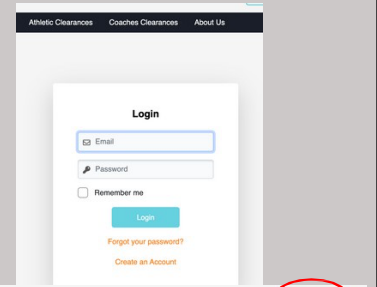 Athletic Clearances Coaches Clearances About Us
Login
Email
Password
Remember me
Login
Forgot your password?
Create an Account